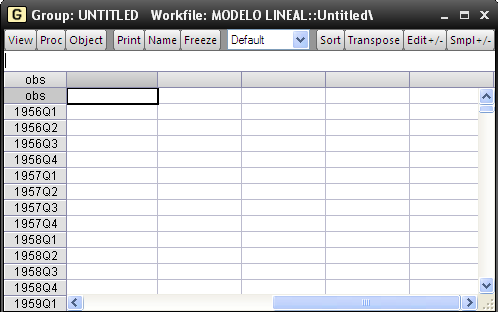 G Group: UNTITLED Workfile: MODELO LINEAL::Untitled\
View Proc Object Print Name Freeze Default Sort Transpose Edit+/- Smpl+/-
obs
obs
1956Q1
1956Q2
1956Q3
1956Q4
1957Q1
1957Q2
1957Q3
1957Q4
1958Q1
1958Q2
1958Q3
1958Q4
1959Q1